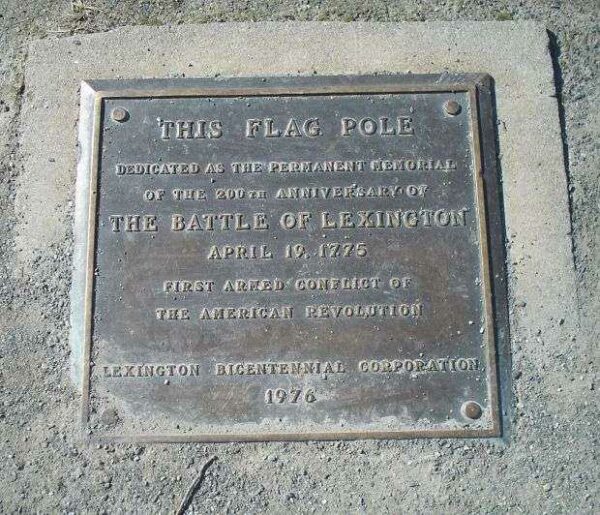 THIS FLAG POLE
DEDICATED AS THE PERMANENT MEMORIAL
OF THE 200TH ANNIVERSARY OF
THE BATTLE OF LEXINGTON
APRIL 19, 1775
FIRST ARMED CONFLICT OF
THE AMERICAN REVOLUTION
LEXINGTON BICENTENNIAL CORPORATION
1976